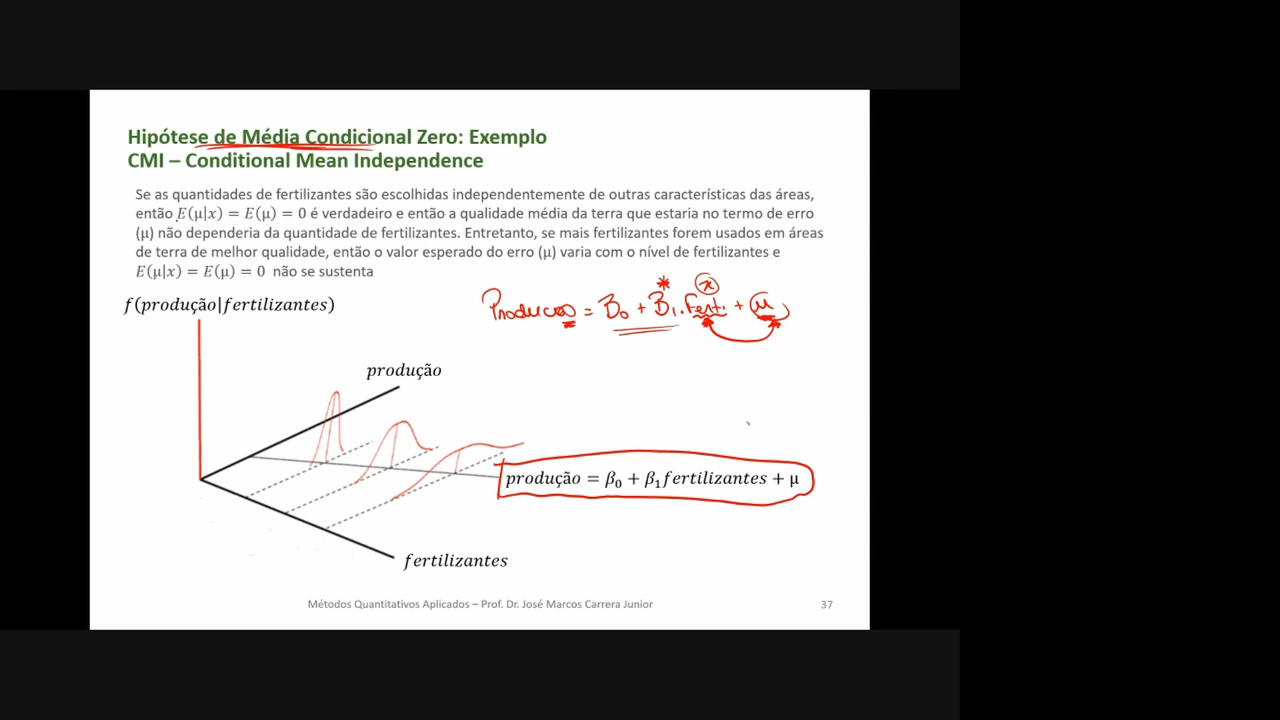 Hipótese de Média Condicional Zero: Exemplo
CMI – Conditional Mean Independence
Se as quantidades de fertilizantes são escolhidas independentemente de outras características das áreas,
então E(μ|x) = E(μ) = 0 é verdadeiro e então a qualidade média da terra que estaria no termo de erro
(μ) não dependeria da quantidade de fertilizantes. Entretanto, se mais fertilizantes forem usados em áreas
de terra de melhor qualidade, então o valor esperado do erro (μ) varia com o nível de fertilizantes e
E(μ|x) = E(μ) = 0 não se sustenta
f(produção|fertilizantes)
* x
= B₀ + B₁.Fert. + μ
produção
produção = β₀ + β₁fertilizantes + μ
fertilizantes
Métodos Quantitativos Aplicados – Prof. Dr. José Marcos Carrera Junior
37